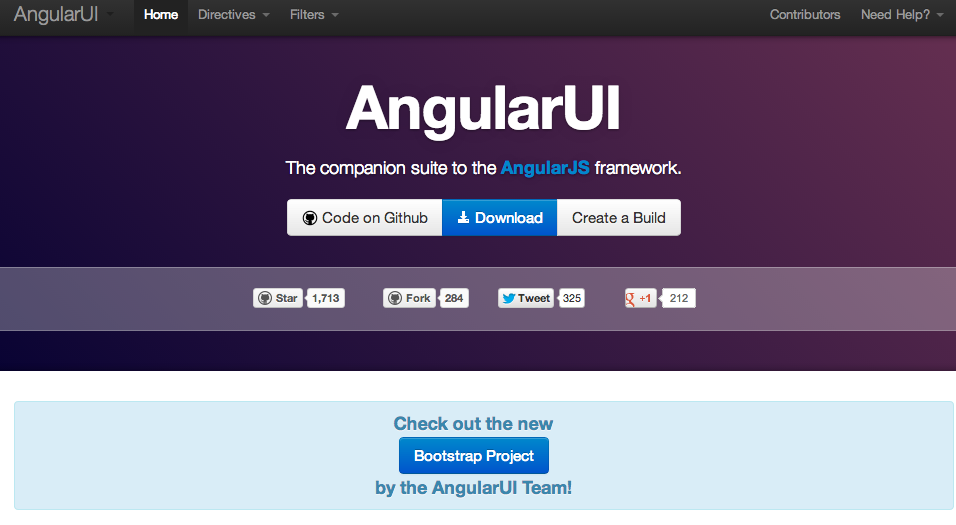 AngularUI Home Directives Filters Contributors Need Help?
AngularUI
The companion suite to the AngularJS framework.
Code on Github Download Create a Build
Star 1,713 Fork 284 Tweet 325 g +1 212
Check out the new
Bootstrap Project
by the AngularUI Team!